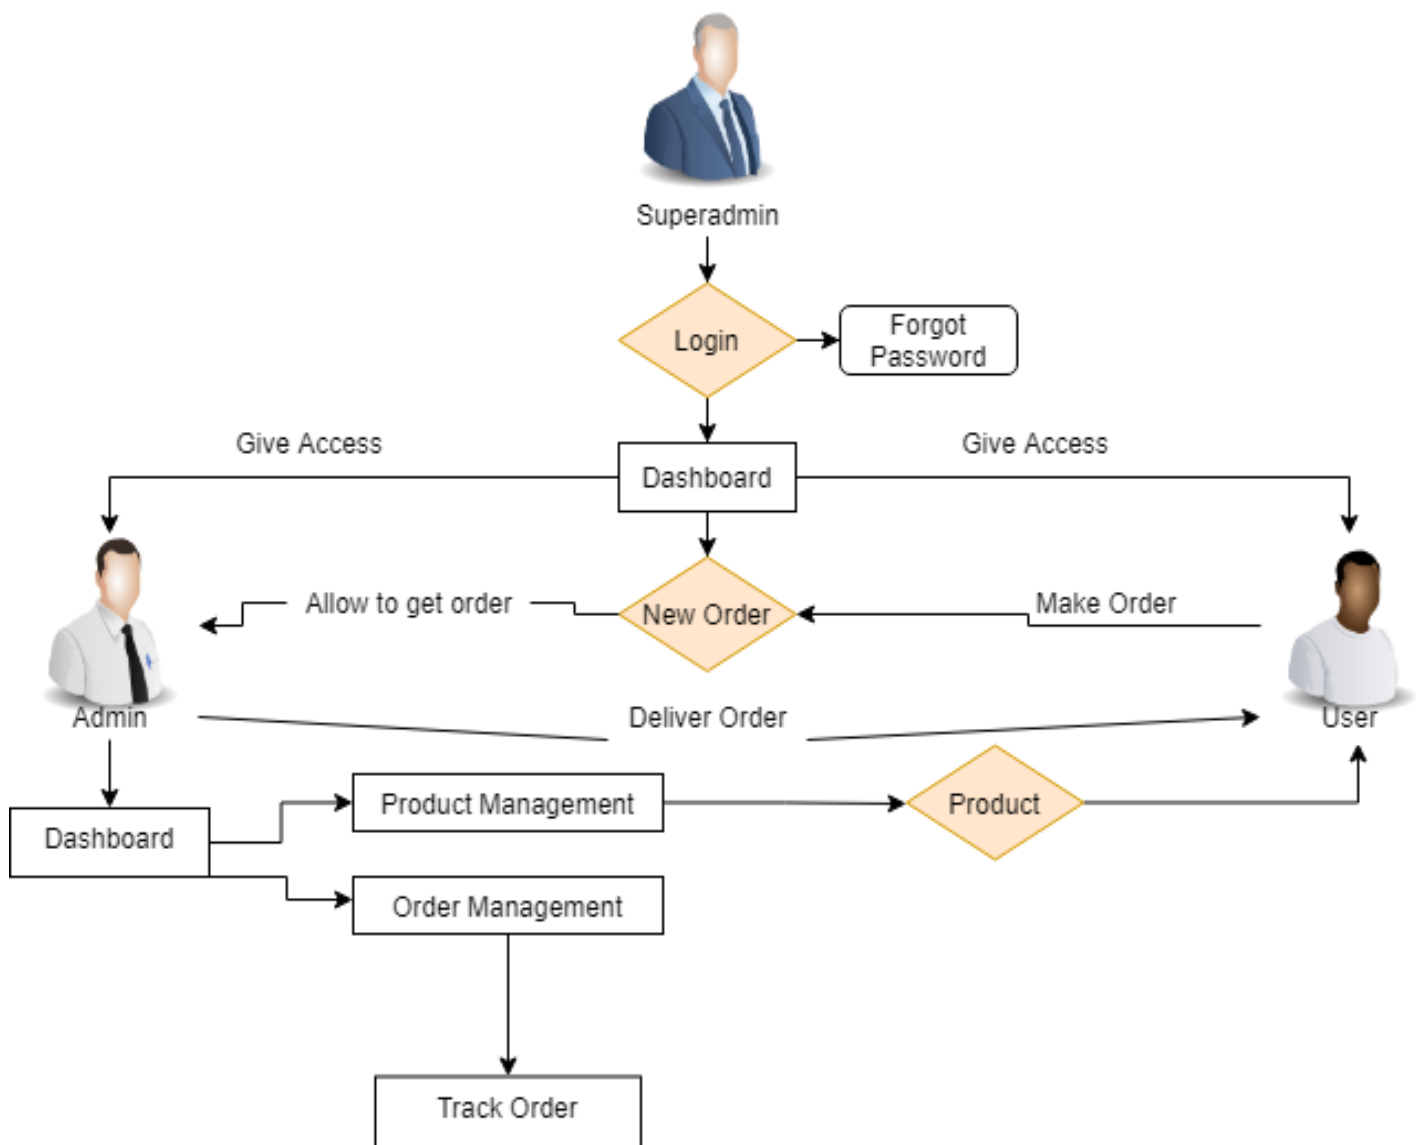 Superadmin
Login
Forgot
Password
Give Access
Give Access
Dashboard
Allow to get order
New Order
Make Order
Admin
Deliver Order
User
Product Management
Product
Dashboard
Order Management
Track Order